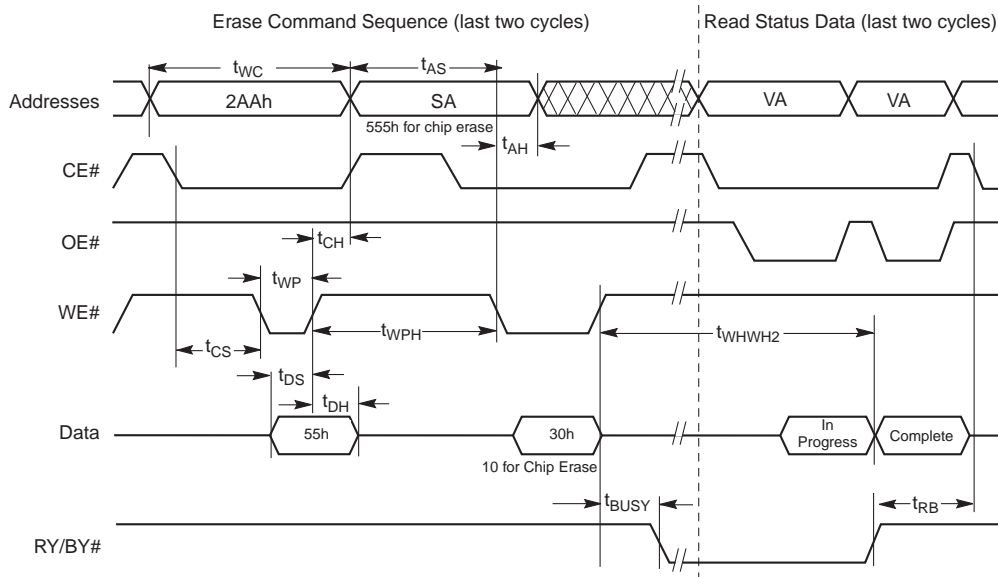 Erase Command Sequence (last two cycles)
Read Status Data (last two cycles)
tWC
tAS
Addresses
2AAh
SA
VA
VA
555h for chip erase
tAH
CE#
OE#
tCH
tWP
WE#
tWPH
tWHWH2
tCS
tDS
tDH
Data
55h
30h
In
Progress
Complete
10 for Chip Erase
tBUSY
tRB
RY/BY#